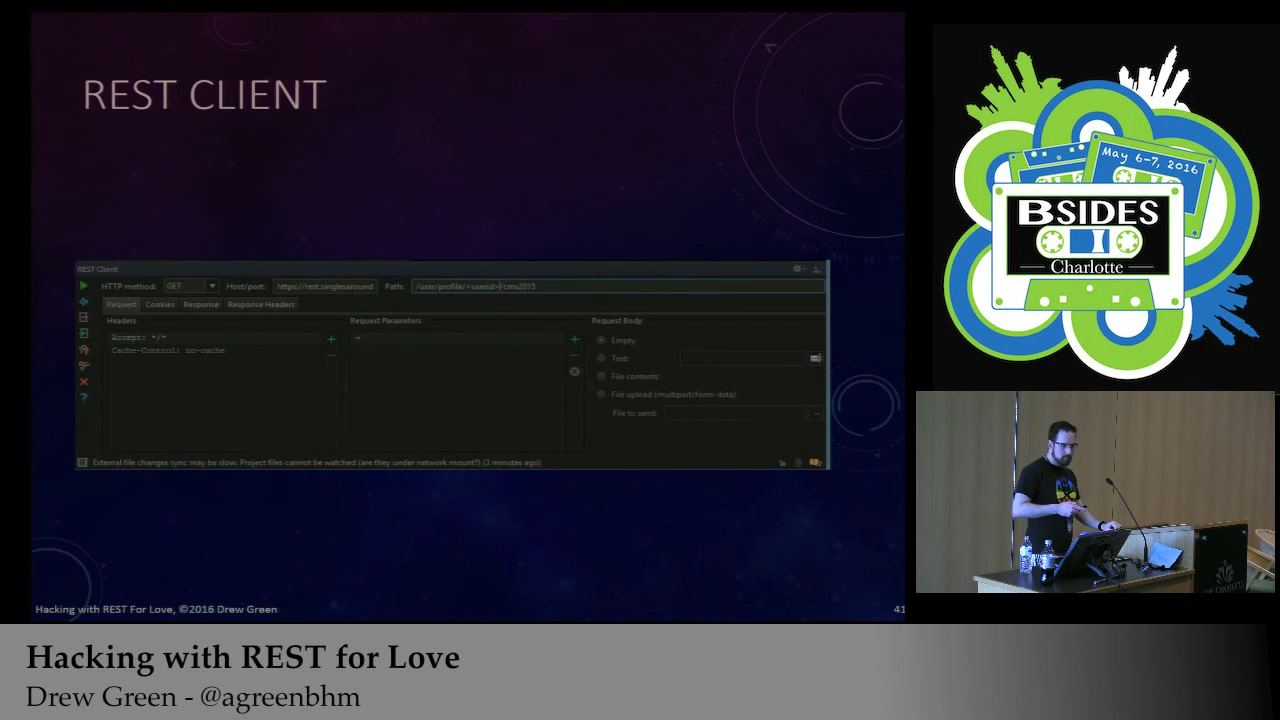 REST CLIENT
REST Client
HTTP method: GET Host/port: https://rest.singlesaround Path: /user/profile/<userid>/cmx2015
Request Cookies Response Response Headers
Headers Request Parameters Request Body
Accept: */*
Cache-Control: no-cache
Empty
Text:
File contents
File upload (multipart/form-data)
File to send:
External file changes sync may be slow: Project files cannot be watched (are they under network mount?) (3 minutes ago)
Hacking with REST For Love, ©2016 Drew Green 41
May 6-7, 2016
BSIDES
Charlotte
Hacking with REST for Love
Drew Green - @agreenbhm